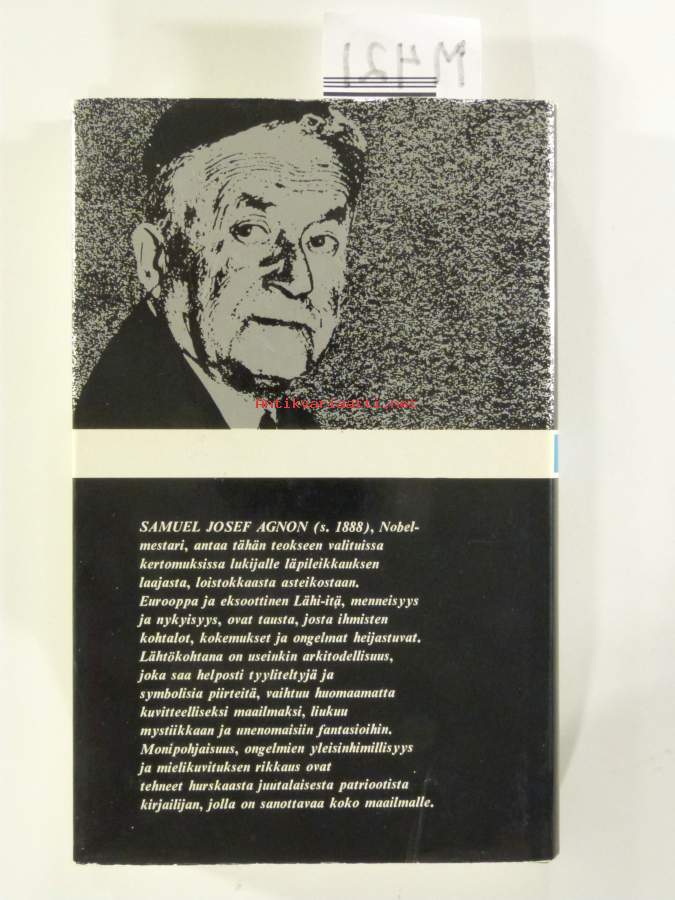 M421
Antikvariaatti.net
SAMUEL JOSEF AGNON (s. 1888), Nobel-
mestari, antaa tähän teokseen valituissa
kertomuksissa lukijalle läpileikkauksen
laajasta, loistokkaasta asteikostaan.
Eurooppa ja eksoottinen Lähi-itä, menneisyys
ja nykyisyys, ovat tausta, josta ihmisten
kohtalot, kokemukset ja ongelmat heijastuvat.
Lähtökohtana on useinkin arkitodellisuus,
joka saa helposti tyyliteltyjä ja
symbolisia piirteitä, vaihtuu huomaamatta
kuvitteelliseksi maailmaksi, liukuu
mystiikkaan ja unenomaisiin fantasioihin.
Monipohjaisuus, ongelmien yleisinhimillisyys
ja mielikuvituksen rikkaus ovat
tehneet hurskaasta juutalaisesta patriootista
kirjailijan, jolla on sanottavaa koko maailmalle.